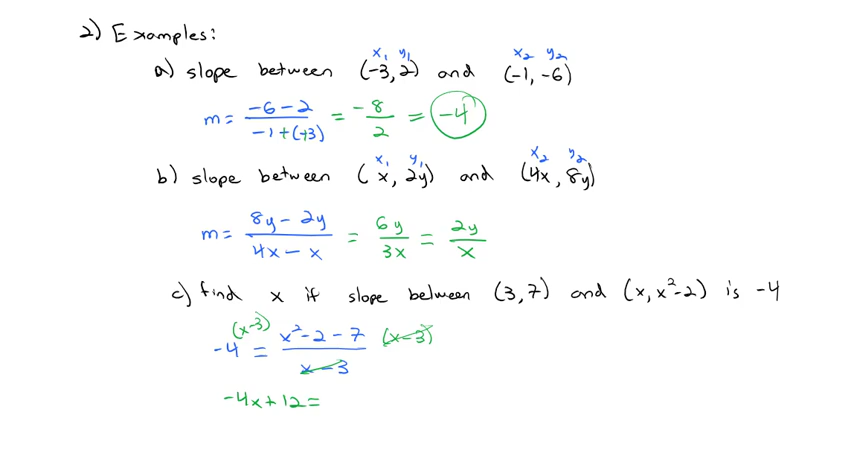 2) Examples:
x₁ y₁ x₂ y₂
a) slope between (-3, 2) and (-1, -6)
m = (-6 - 2)/(-1 + (+3)) = -8/2 = -4
x₁ y₁ x₂ y₂
b) slope between (x, 2y) and (4x, 8y)
m = (8y - 2y)/(4x - x) = 6y/3x = 2y/x
c) find x if slope between (3, 7) and (x, x² - 2) is -4
(x-3) -4 = (x² - 2 - 7)/(x - 3) (x-3)
-4x + 12 =